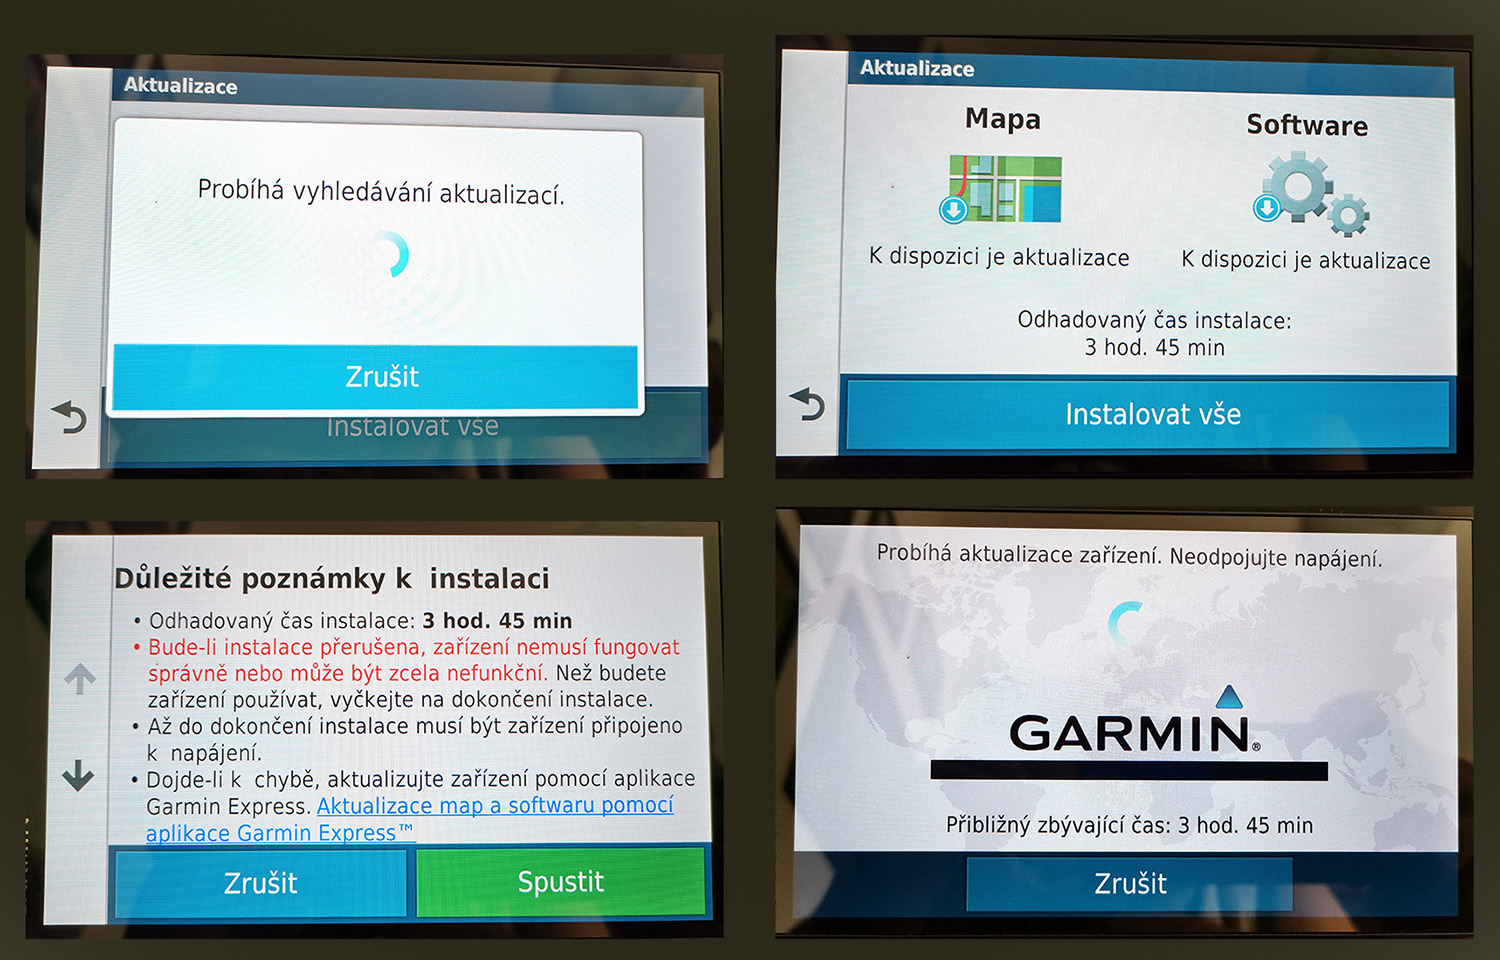 Aktualizace
Probíhá vyhledávání aktualizací.
Zrušit
Instalovat vše
Aktualizace
Mapa
Software
K dispozici je aktualizace
K dispozici je aktualizace
Odhadovaný čas instalace:
3 hod. 45 min
Instalovat vše
Důležité poznámky k instalaci
• Odhadovaný čas instalace: 3 hod. 45 min
• Bude-li instalace přerušena, zařízení nemusí fungovat
správně nebo může být zcela nefunkční. Než budete
zařízení používat, vyčkejte na dokončení instalace.
• Až do dokončení instalace musí být zařízení připojeno
k napájení.
• Dojde-li k chybě, aktualizujte zařízení pomocí aplikace
Garmin Express. Aktualizace map a softwaru pomocí
aplikace Garmin Express™
Zrušit
Spustit
Probíhá aktualizace zařízení. Neodpojujte napájení.
GARMIN®
Přibližný zbývající čas: 3 hod. 45 min
Zrušit